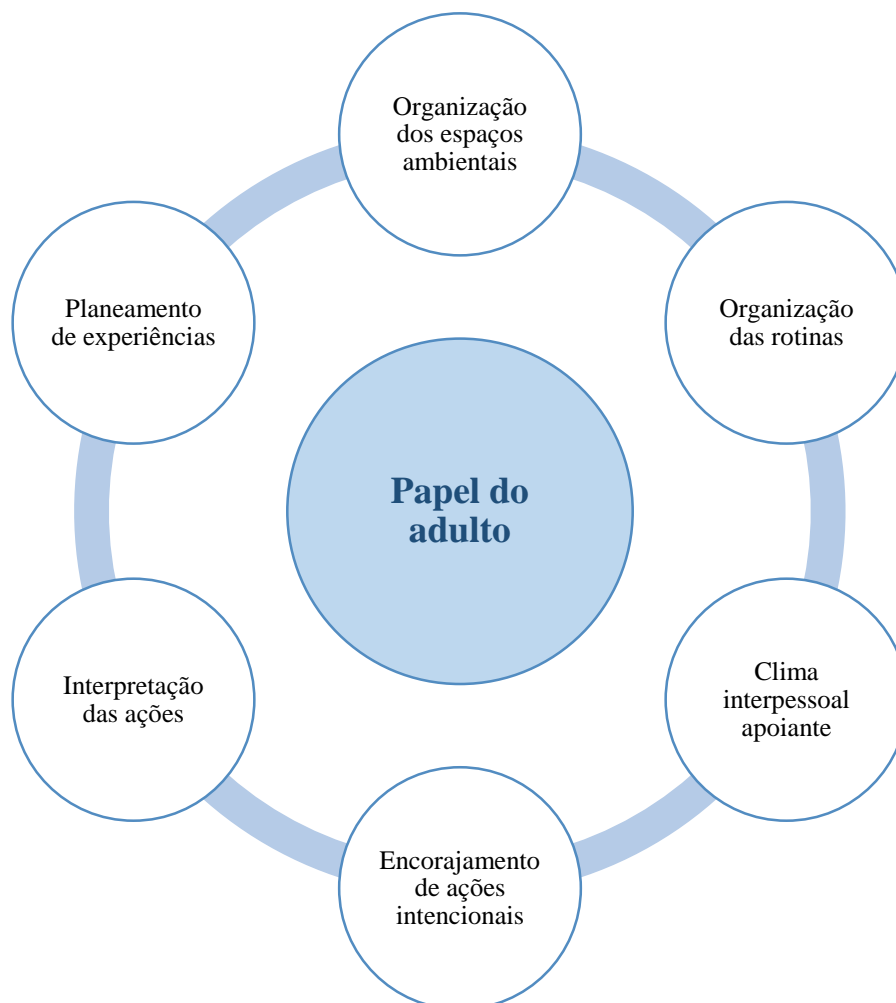 Organização
dos espaços
ambientais
Organização
das rotinas
Clima
interpessoal
apoiante
Encorajamento
de ações
intencionais
Interpretação
das ações
Planeamento
de experiências
Papel do
adulto